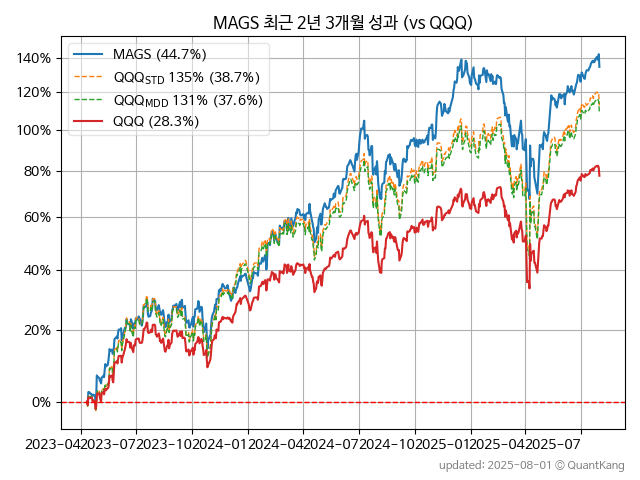 MAGS 최근 2년 3개월 성과 (vs QQQ)
MAGS (44.7%)
QQQSTD 135% (38.7%)
QQQMDD 131% (37.6%)
QQQ (28.3%)
140%
120%
100%
80%
60%
40%
20%
0%
2023-04 2023-07 2023-10 2024-01 2024-04 2024-07 2024-10 2025-01 2025-04 2025-07
updated: 2025-08-01 © QuantKang